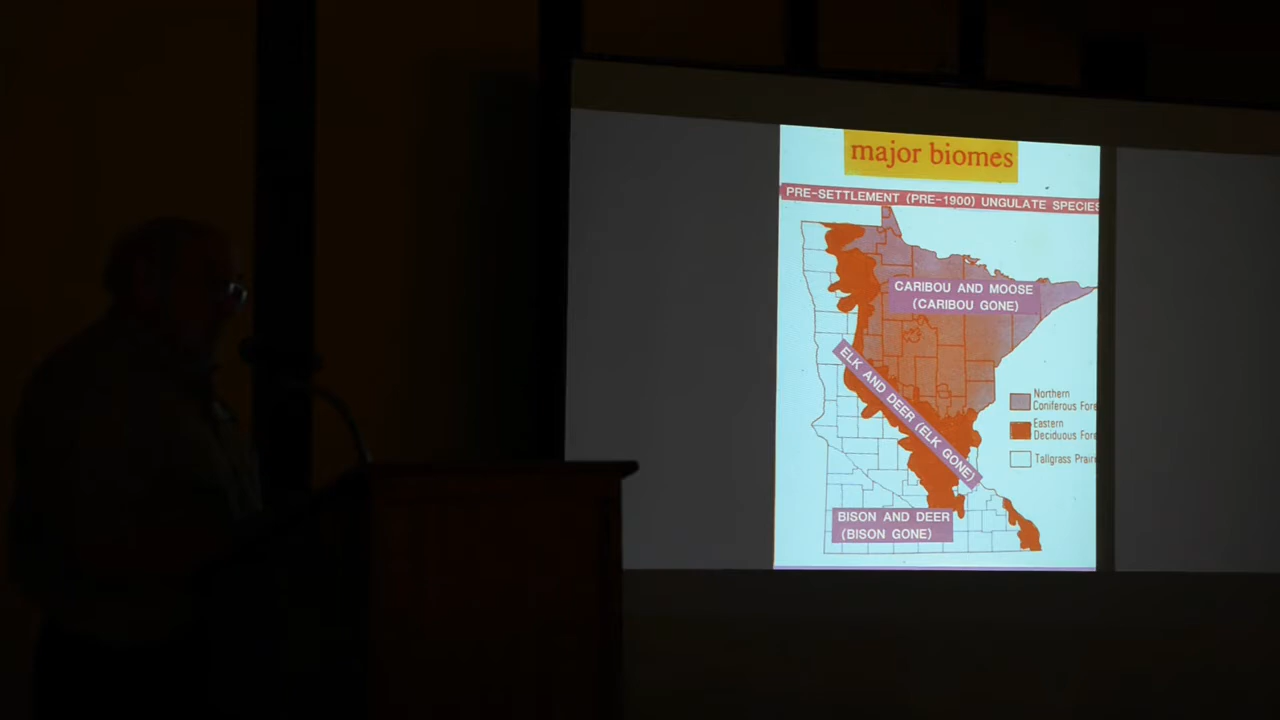 major biomes
PRE-SETTLEMENT (PRE-1900) UNGULATE SPECIES
CARIBOU AND MOOSE
(CARIBOU GONE)
ELK AND DEER (ELK GONE)
Northern
Coniferous Fore
Eastern
Deciduous Fore
Tallgrass Prairi
BISON AND DEER
(BISON GONE)